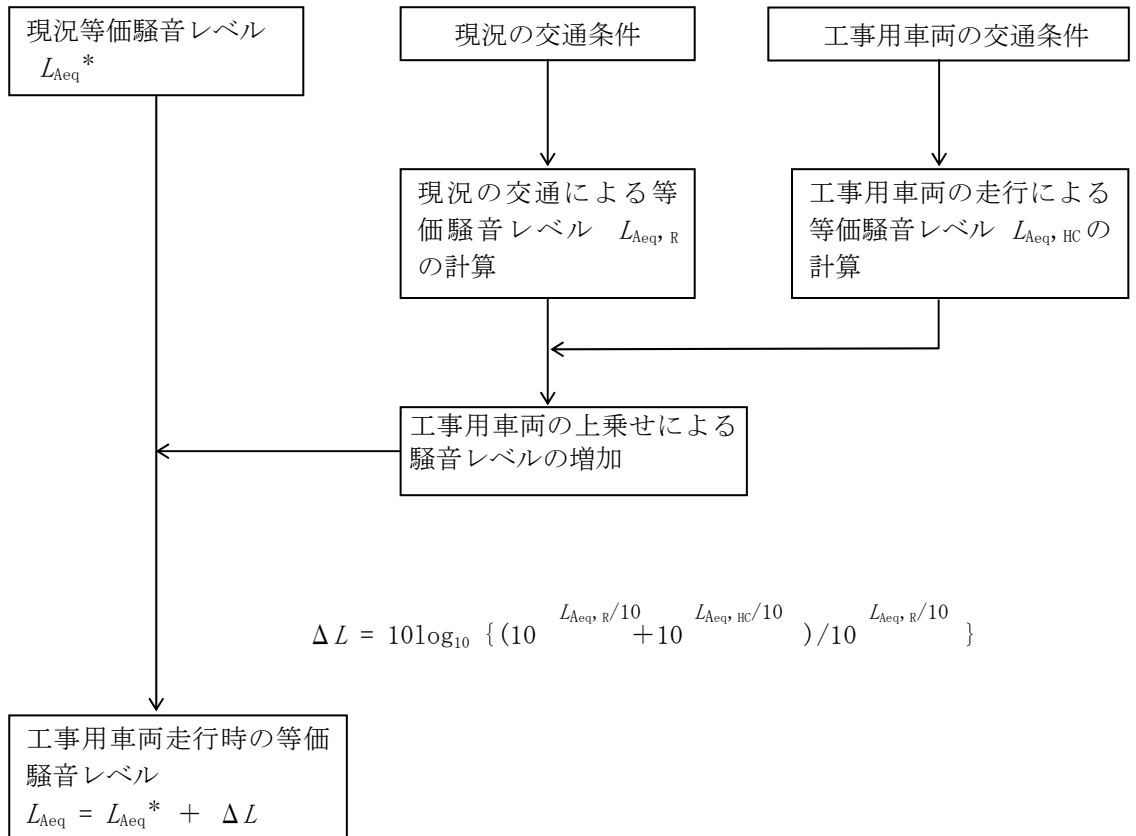 現況等価騒音レベル
LAeq*
現況の交通条件
工事用車両の交通条件
現況の交通による等
価騒音レベル LAeq, R
の計算
工事用車両の走行による
等価騒音レベル LAeq, HCの
計算
工事用車両の上乗せによる
騒音レベルの増加
ΔL = 10log10 {(10^LAeq, R/10 +10^LAeq, HC/10 )/10^LAeq, R/10 }
工事用車両走行時の等価
騒音レベル
LAeq = LAeq* + ΔL